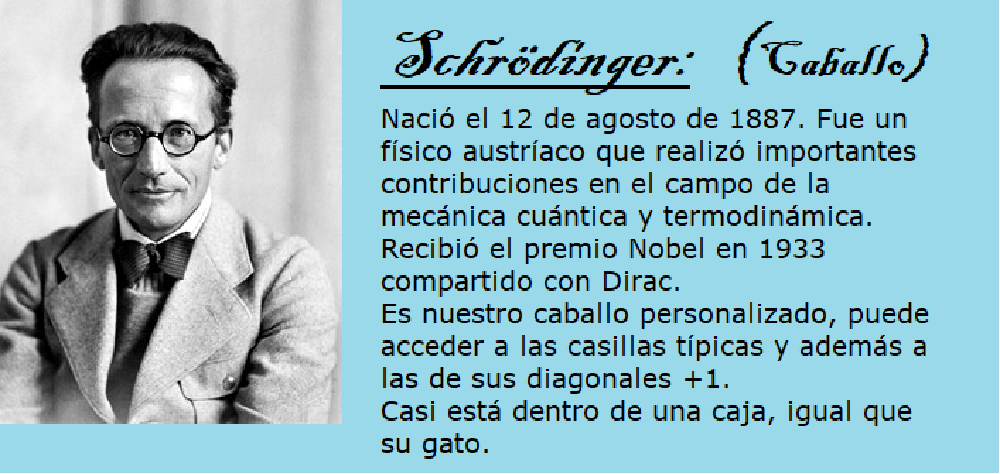 Schrödinger: (Caballo)
Nació el 12 de agosto de 1887. Fue un
físico austríaco que realizó importantes
contribuciones en el campo de la
mecánica cuántica y termodinámica.
Recibió el premio Nobel en 1933
compartido con Dirac.
Es nuestro caballo personalizado, puede
acceder a las casillas típicas y además a
las de sus diagonales +1.
Casi está dentro de una caja, igual que
su gato.